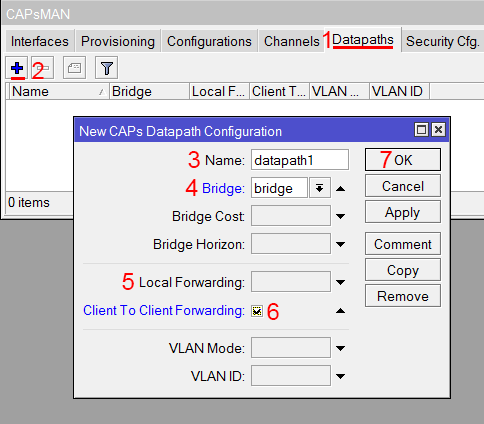 CAPsMAN
Interfaces Provisioning Configurations Channels 1 Datapaths Security Cfg.
2
Name Bridge Local F... Client T... VLAN ... VLAN ID
New CAPs Datapath Configuration
3 Name: datapath1 7 OK
4 Bridge: bridge Cancel
Bridge Cost: Apply
Bridge Horizon: Comment
Copy
5 Local Forwarding: Remove
Client To Client Forwarding: 6
VLAN Mode:
VLAN ID:
0 items